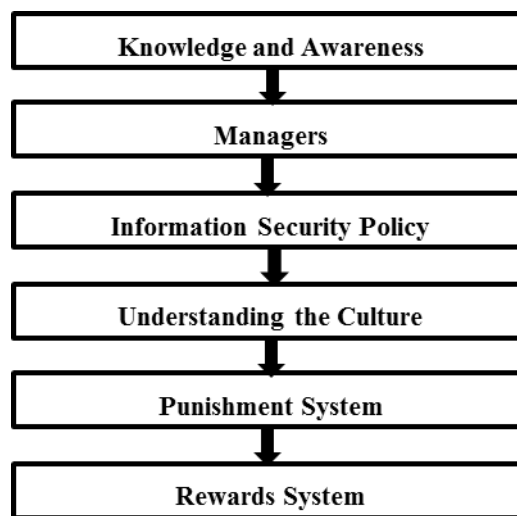 Knowledge and Awareness
Managers
Information Security Policy
Understanding the Culture
Punishment System
Rewards System